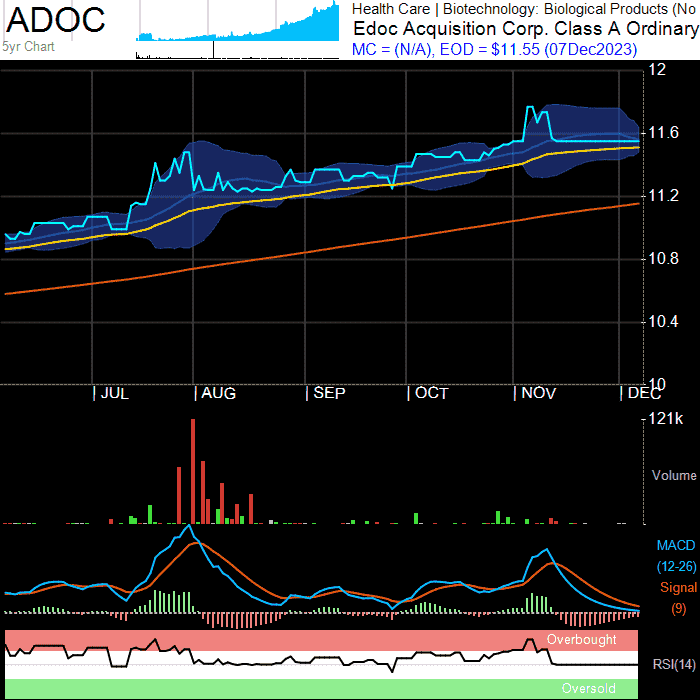 ADOC
5yr Chart
Health Care | Biotechnology: Biological Products (No
Edoc Acquisition Corp. Class A Ordinary
MC = (N/A), EOD = $11.55 (07Dec2023)
12
11.6
11.2
10.8
10.4
10
JUL AUG SEP OCT NOV DEC
121k
Volume
MACD
(12-26)
Signal
(9)
Overbought
RSI(14)
Oversold